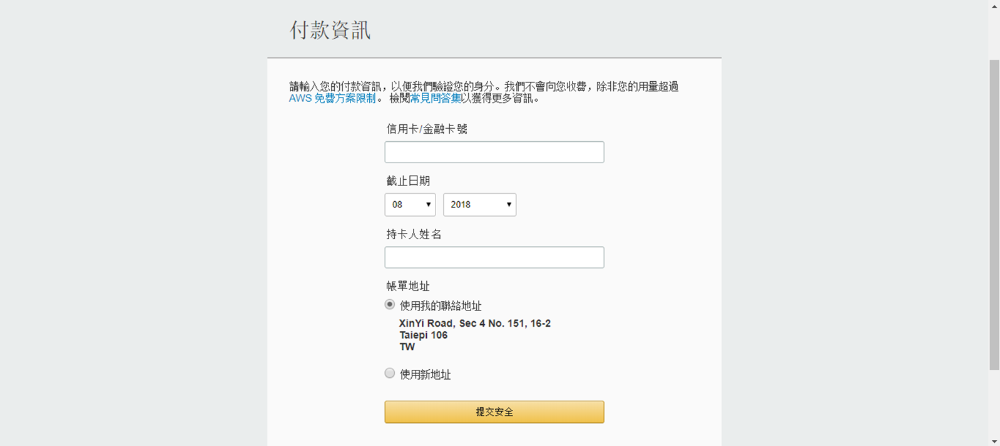 付款資訊
請輸入您的付款資訊，以便我們驗證您的身分。我們不會向您收費，除非您的用量超過
AWS 免費方案限制。 檢閱常見問答集以獲得更多資訊。
信用卡/金融卡號
截止日期
08 2018
持卡人姓名
帳單地址
使用我的聯絡地址
XinYi Road, Sec 4 No. 151, 16-2
Taiepi 106
TW
使用新地址
提交安全